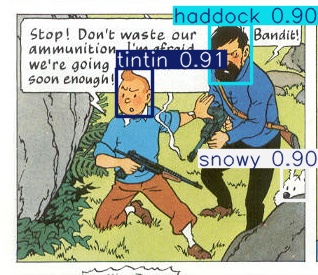 haddock 0.90
Stop! Don't waste our
ammunition. I'm afraid
we're going
soon enough!
Bandit!
tintin 0.91
snowy 0.90